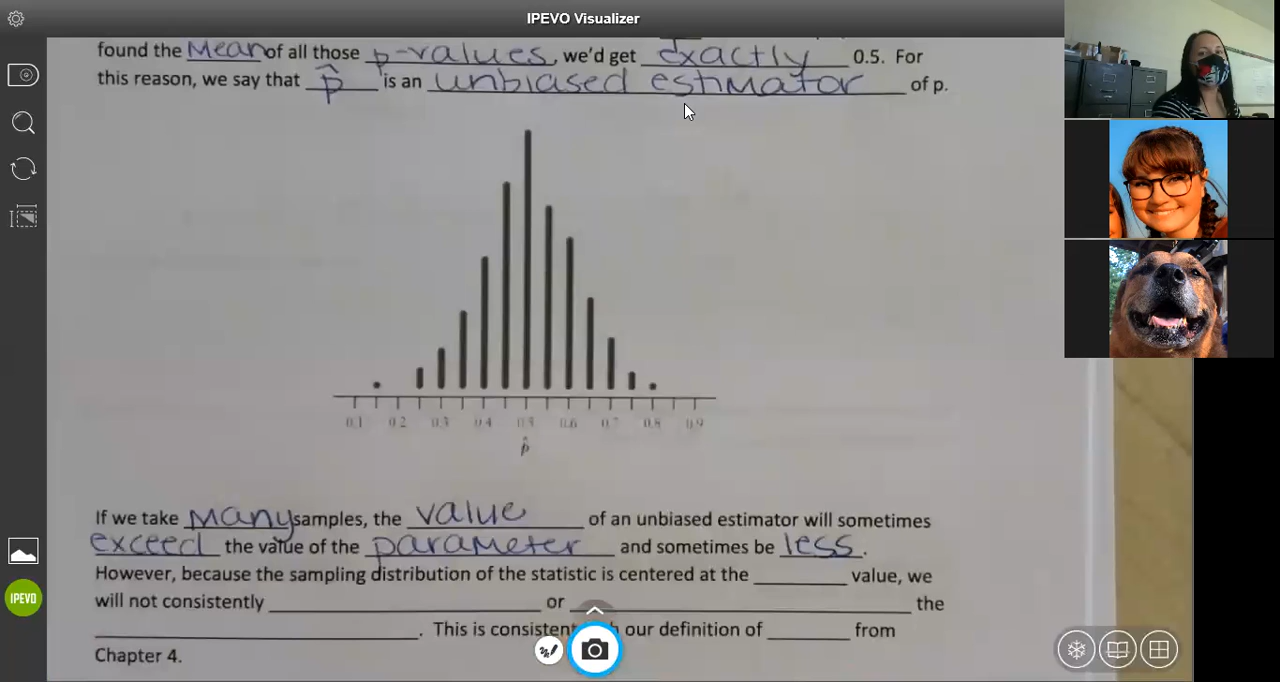 IPEVO Visualizer
found the Mean of all those p-values, we'd get exactly 0.5. For
this reason, we say that p̂ is an unbiased estimator of p.
0.1 0.2 0.3 0.4 0.5 0.6 0.7 0.8 0.9
p̂
If we take Many samples, the value of an unbiased estimator will sometimes
exceed the value of the parameter and sometimes be less.
However, because the sampling distribution of the statistic is centered at the ________ value, we
will not consistently ________ or ________ the
________. This is consistent our definition of ________ from
Chapter 4.
IPEVO